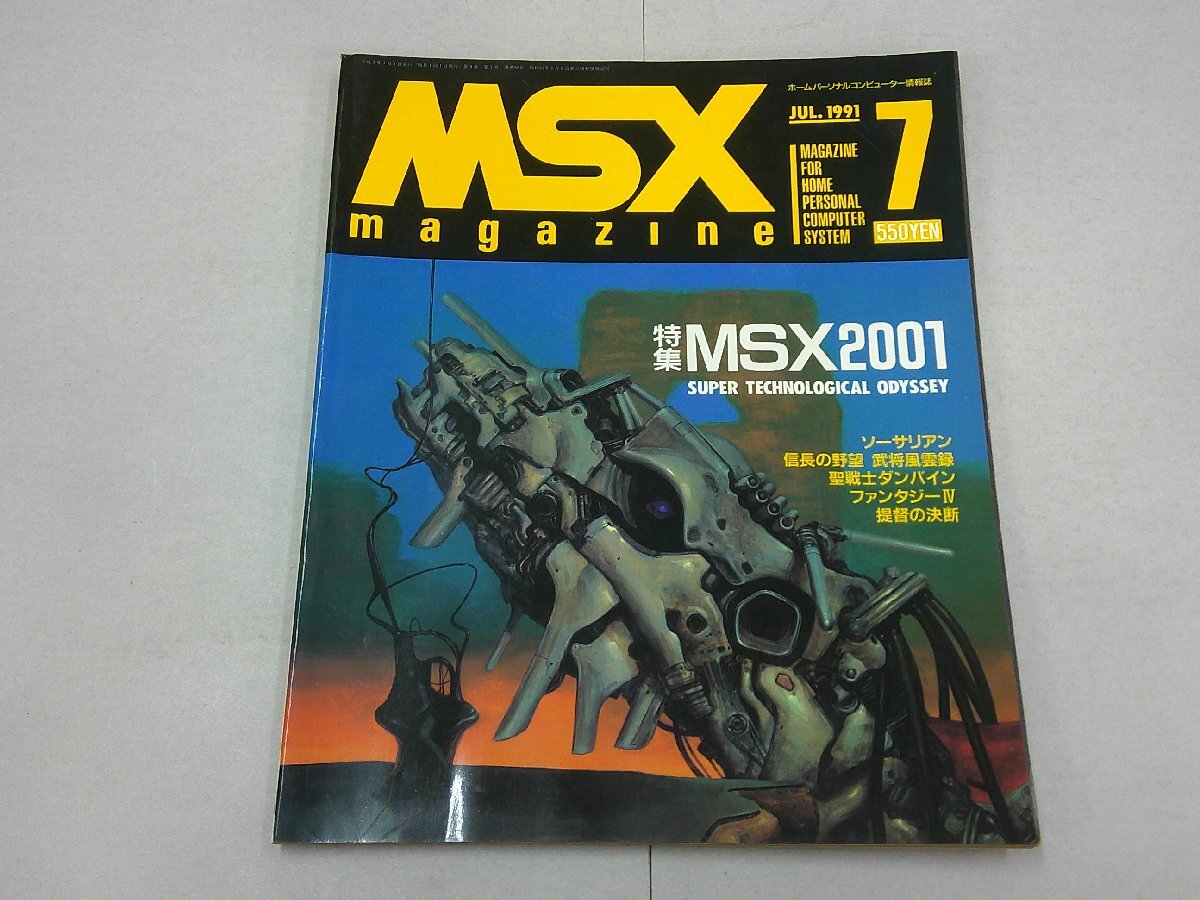 ホームパーソナルコンピューター情報誌
MSX
magazine
JUL. 1991
7
MAGAZINE
FOR
HOME
PERSONAL
COMPUTER
SYSTEM
550YEN
特集
MSX2001
SUPER TECHNOLOGICAL ODYSSEY
ソーサリアン
信長の野望 武将風雲録
聖戦士ダンバイン
ファンタジーⅣ
提督の決断